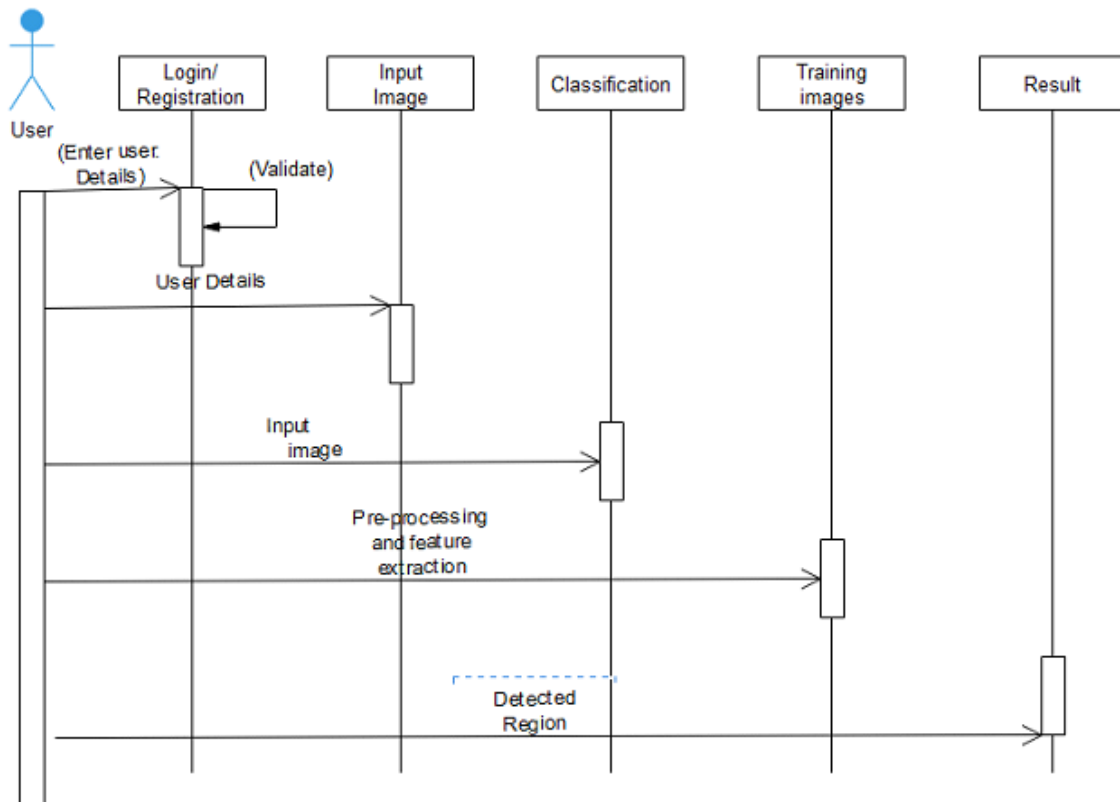 Login/
Registration
Input
Image
Classification
Training
images
Result
User
(Enter user.
Details)
(Validate)
User Details
Input
image
Pre-processing
and feature
extraction
Detected
Region